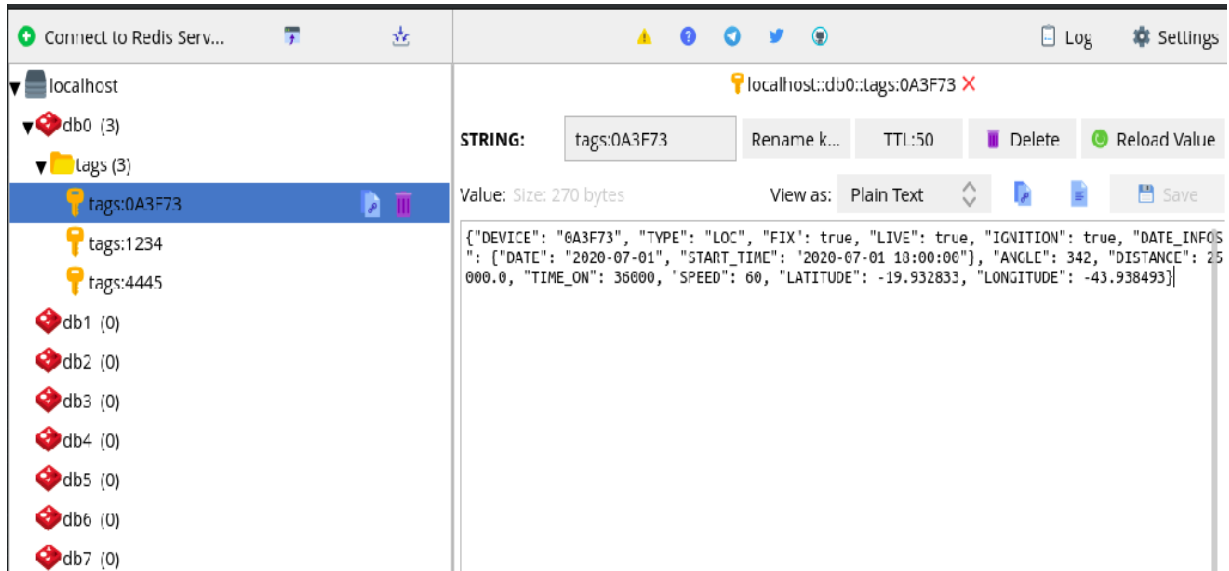 Connect to Redis Serv...
Log
Settings
localhost
db0 (3)
tags (3)
tags:0A3F73
tags:1234
tags:4445
db1 (0)
db2 (0)
db3 (0)
db4 (0)
db5 (0)
db6 (0)
db7 (0)
localhost::db0::tags:0A3F73
STRING:
tags:0A3F73
Rename k...
TTL:50
Delete
Reload Value
Value: Size: 270 bytes
View as:
Plain Text
Save
{"DEVICE": "0A3F73", "TYPE": "LOC", "FIX": true, "LIVE": true, "IGNITION": true, "DATE_INFOS
": {"DATE": "2020-07-01", "START_TIME": "2020-07-01 18:00:00"}, "ANGLE": 342, "DISTANCE": 25
000.0, "TIME_ON": 36000, "SPEED": 60, "LATITUDE": -19.932833, "LONGITUDE": -43.938493}